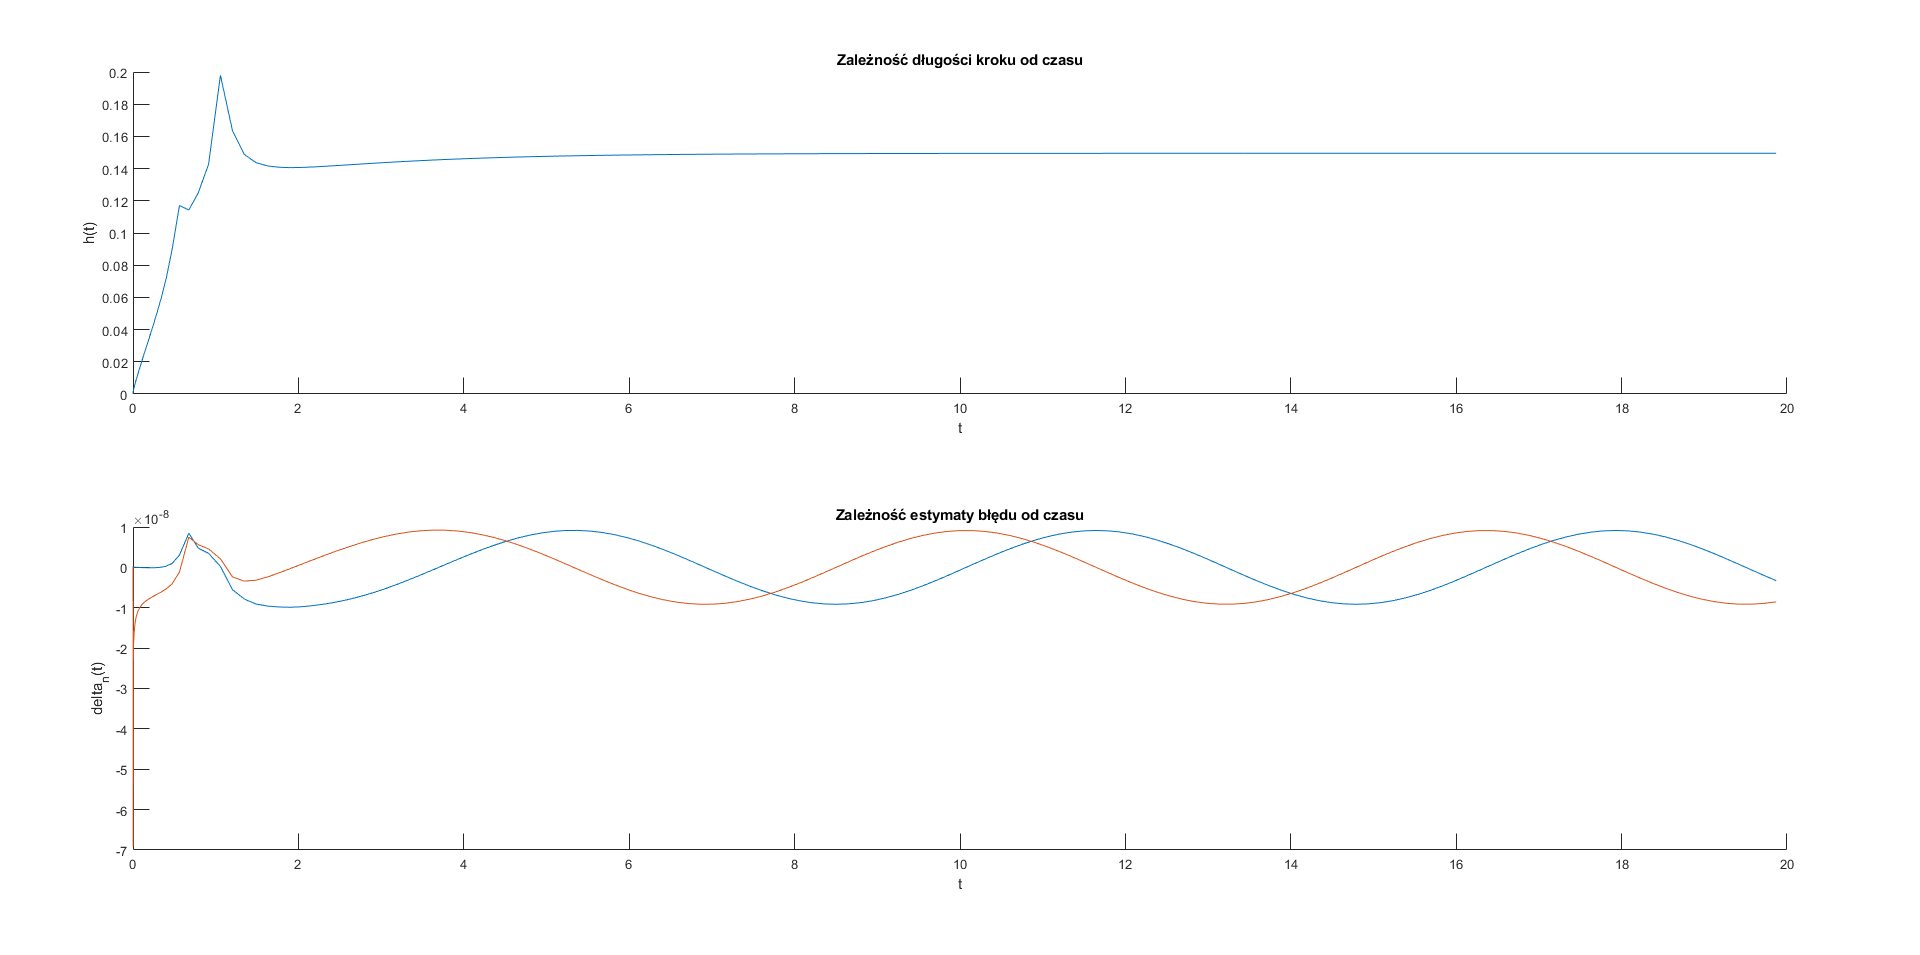 Zależność długości kroku od czasu
h(t)
0.2
0.18
0.16
0.14
0.12
0.1
0.08
0.06
0.04
0.02
0
0 2 4 6 8 10 12 14 16 18 20
t
Zależność estymaty błędu od czasu
×10-8
delta_n(t)
1
0
-1
-2
-3
-4
-5
-6
-7
0 2 4 6 8 10 12 14 16 18 20
t